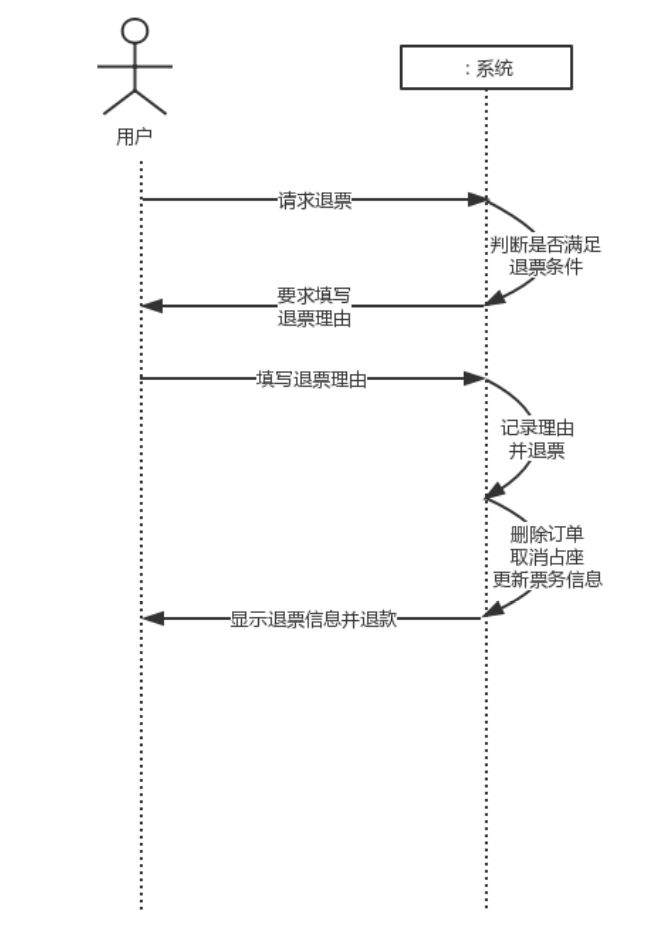 ：系统
用户
请求退票
判断是否满足
退票条件
要求填写
退票理由
填写退票理由
记录理由
并退票
删除订单
取消占座
更新票务信息
显示退票信息并退款